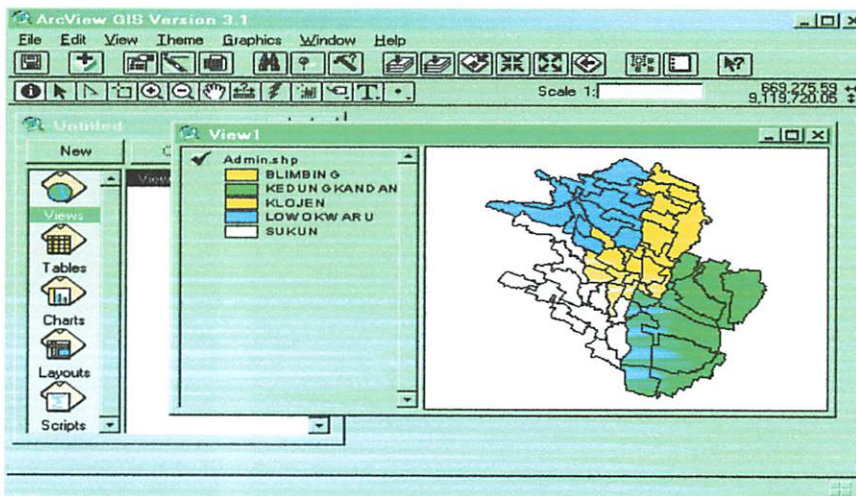 ArcView GIS Version 3.1
File Edit View Theme Graphics Window Help
Scale 1:
669,275.59
9,119,720.05
Untitled
New
Views
Tables
Charts
Layouts
Scripts
View1
Admin.shp
BLIMBING
KEDUNGKANDAN
KLOJEN
LOWOKWARU
SUKUN